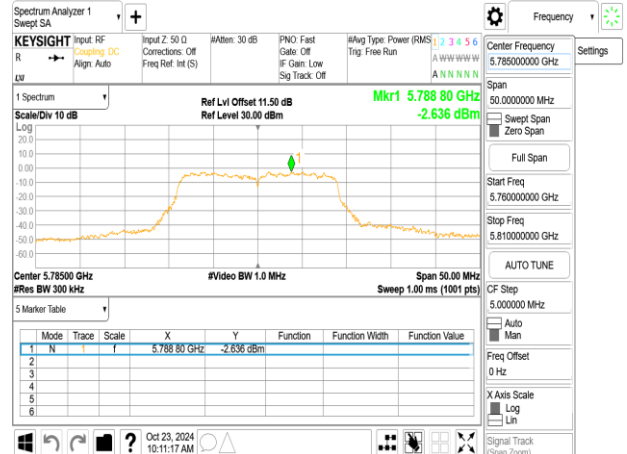 Spectrum Analyzer 1
Swept SA
Frequency
KEYSIGHT
R
Input: RF
Coupling: DC
Align: Auto
Input Z: 50 Ω
Corrections: Off
Freq Ref: Int (S)
#Atten: 30 dB
PNO: Fast
Gate: Off
IF Gain: Low
Sig Track: Off
#Avg Type: Power (RMS
Trig: Free Run
1 2 3 4 5 6
A W W W W W
A N N N N N
1 Spectrum
Scale/Div 10 dB
Ref Lvl Offset 11.50 dB
Ref Level 30.00 dBm
Mkr1 5.788 80 GHz
-2.636 dBm
Log
20.0
10.0
0.00
-10.0
-20.0
-30.0
-40.0
-50.0
-60.0
1
Center 5.78500 GHz
#Res BW 300 kHz
#Video BW 1.0 MHz
Span 50.00 MHz
Sweep 1.00 ms (1001 pts)
5 Marker Table
Mode Trace Scale X Y Function Function Width Function Value
1 N 1 f 5.788 80 GHz -2.636 dBm
2
3
4
5
6
Oct 23, 2024
10:11:17 AM
Center Frequency
5.785000000 GHz
Settings
Span
50.0000000 MHz
Swept Span
Zero Span
Full Span
Start Freq
5.760000000 GHz
Stop Freq
5.810000000 GHz
AUTO TUNE
CF Step
5.000000 MHz
Auto
Man
Freq Offset
0 Hz
X Axis Scale
Log
Lin
Signal Track
(Span Zoom)